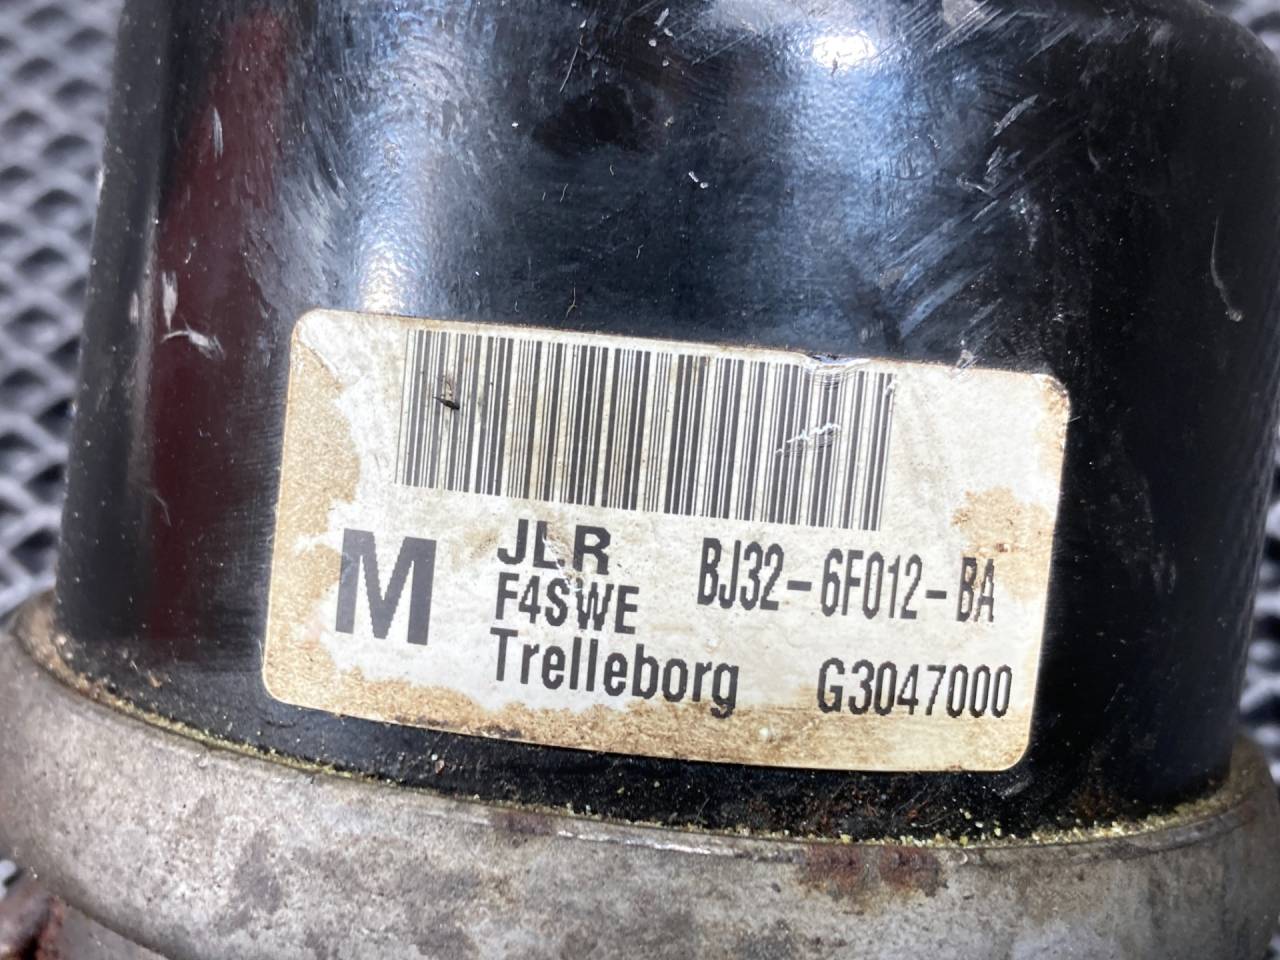 M
JLR BJ32-6F012-BA
F4SWE
Trelleborg G3047000